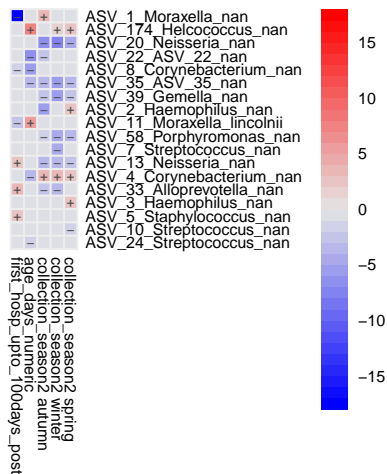 ASV_1_Moraxella_nan
ASV_174_Helcococcus_nan
ASV_20_Neisseria_nan
ASV_22_ASV_22_nan
ASV_8_Corynebacterium_nan
ASV_35_ASV_35_nan
ASV_39_Gemella_nan
ASV_2_Haemophilus_nan
ASV_11_Moraxella_lincolnii
ASV_58_Porphyromonas_nan
ASV_7_Streptococcus_nan
ASV_13_Neisseria_nan
ASV_4_Corynebacterium_nan
ASV_33_Alloprevotella_nan
ASV_3_Haemophilus_nan
ASV_5_Staphylococcus_nan
ASV_10_Streptococcus_nan
ASV_24_Streptococcus_nan
first_hosp_upto_100days_post
age_days_numeric
collection_season2 autumn
collection_season2 winter
collection_season2 spring
15
10
5
0
−5
−10
−15